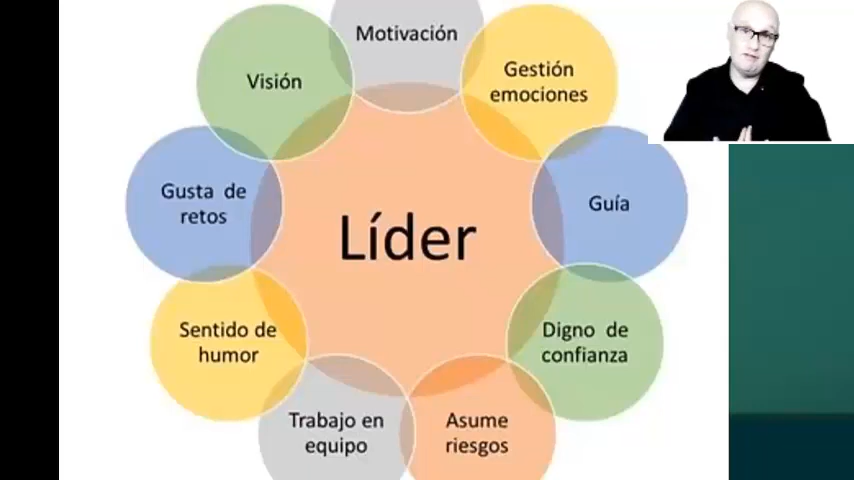 Motivación
Gestión
emociones
Visión
Guía
Gusta de
retos
Líder
Digno de
confianza
Sentido de
humor
Asume
riesgos
Trabajo en
equipo